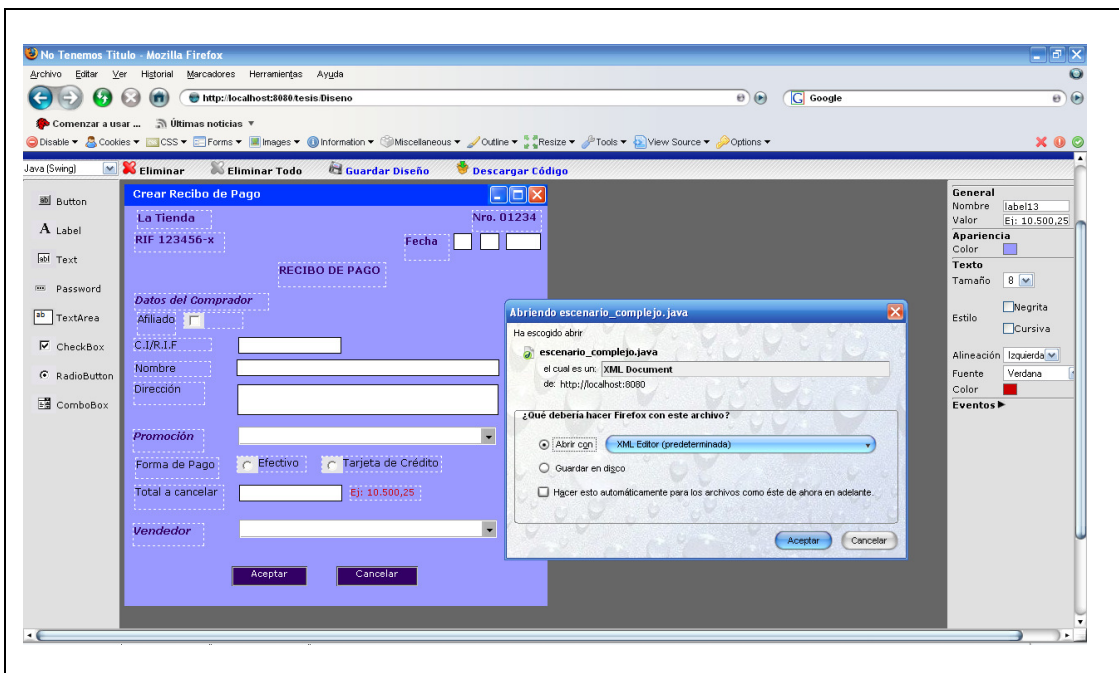 No Tenemos Titulo - Mozilla Firefox
Archivo Editar Ver Historial Marcadores Herramientas Ayuda
http://localhost:8080/tesis/Diseno
G Google
Comenzar a usar ... Últimas noticias
Disable Cookies CSS Forms Images Information Miscellaneous Outline Resize Tools View Source Options
Java (Swing) Eliminar Eliminar Todo Guardar Diseño Descargar Código
Button
A Label
Text
Password
TextArea
CheckBox
RadioButton
ComboBox
Crear Recibo de Pago
La Tienda Nro. 01234
RIF 123456-x Fecha
RECIBO DE PAGO
Datos del Comprador
Afiliado
C.I/R.I.F
Nombre
Dirección
Promoción
Forma de Pago Efectivo Tarjeta de Crédito
Total a cancelar Ej: 10.500,25
Vendedor
Aceptar Cancelar
Abriendo escenario_complejo.java
Ha escogido abrir
escenario_complejo.java
el cual es un: XML Document
de: http://localhost:8080
¿Qué debería hacer Firefox con este archivo?
Abrir con XML Editor (predeterminada)
Guardar en disco
Hacer esto automáticamente para los archivos como éste de ahora en adelante.
Aceptar Cancelar
General
Nombre label13
Valor Ej: 10.500,25
Apariencia
Color
Texto
Tamaño 8
Estilo Negrita
Cursiva
Alineación Izquierda
Fuente Verdana
Color
Eventos